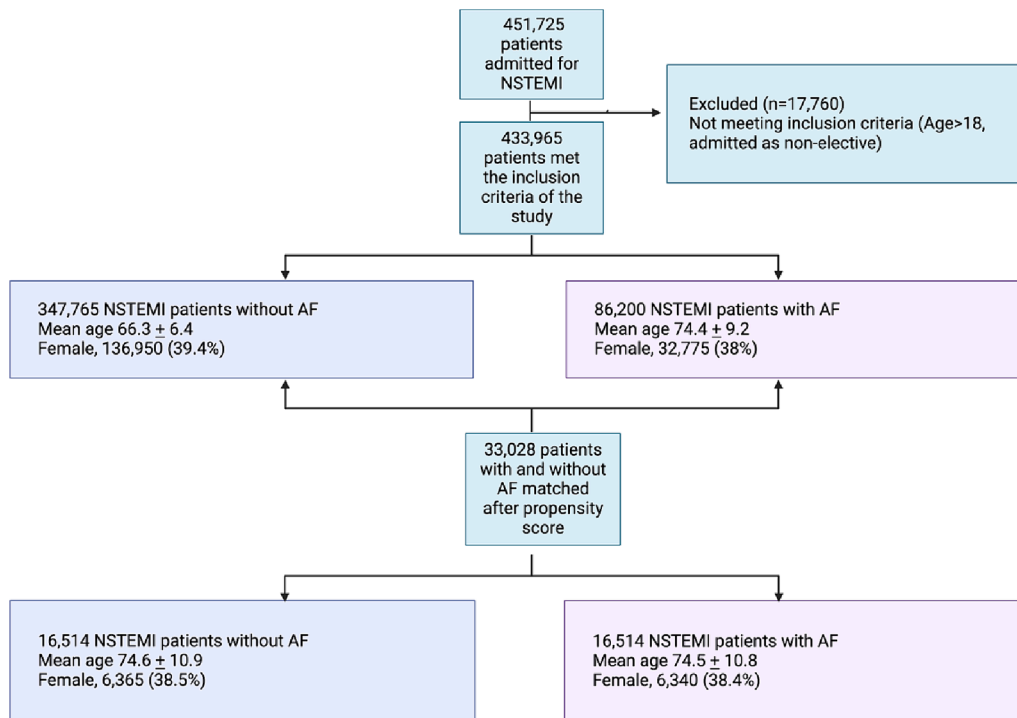 451,725
patients
admitted for
NSTEMI
Excluded (n=17,760)
Not meeting inclusion criteria (Age>18,
admitted as non-elective)
433,965
patients met
the inclusion
criteria of the
study
347,765 NSTEMI patients without AF
Mean age 66.3 ± 6.4
Female, 136,950 (39.4%)
86,200 NSTEMI patients with AF
Mean age 74.4 ± 9.2
Female, 32,775 (38%)
33,028 patients
with and without
AF matched
after propensity
score
16,514 NSTEMI patients without AF
Mean age 74.6 ± 10.9
Female, 6,365 (38.5%)
16,514 NSTEMI patients with AF
Mean age 74.5 ± 10.8
Female, 6,340 (38.4%)